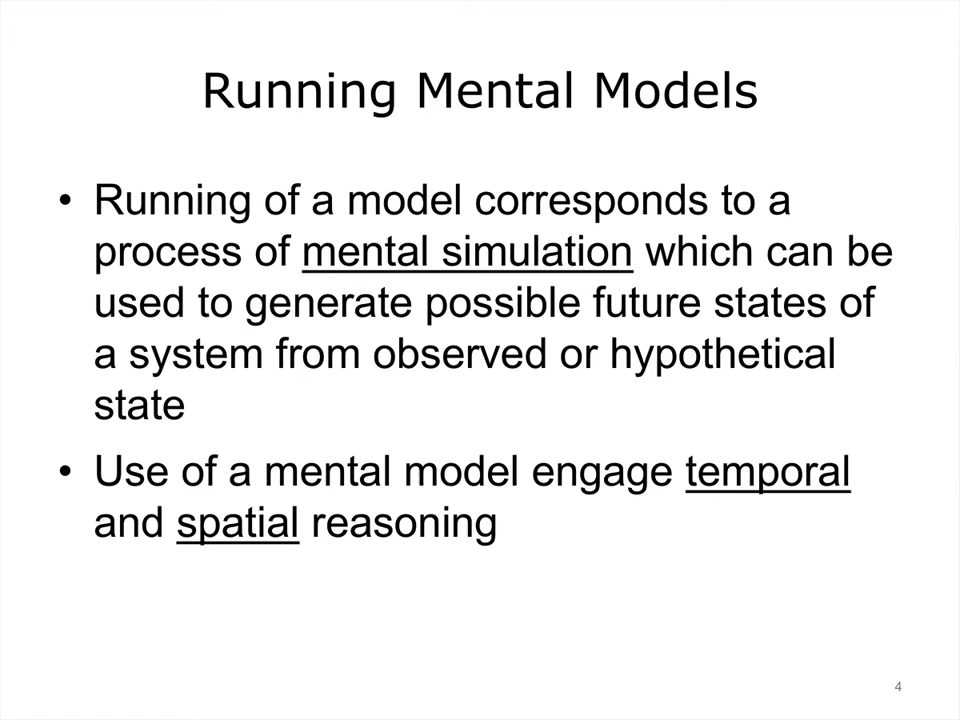 Running Mental Models
• Running of a model corresponds to a
process of mental simulation which can be
used to generate possible future states of
a system from observed or hypothetical
state
• Use of a mental model engage temporal
and spatial reasoning
4